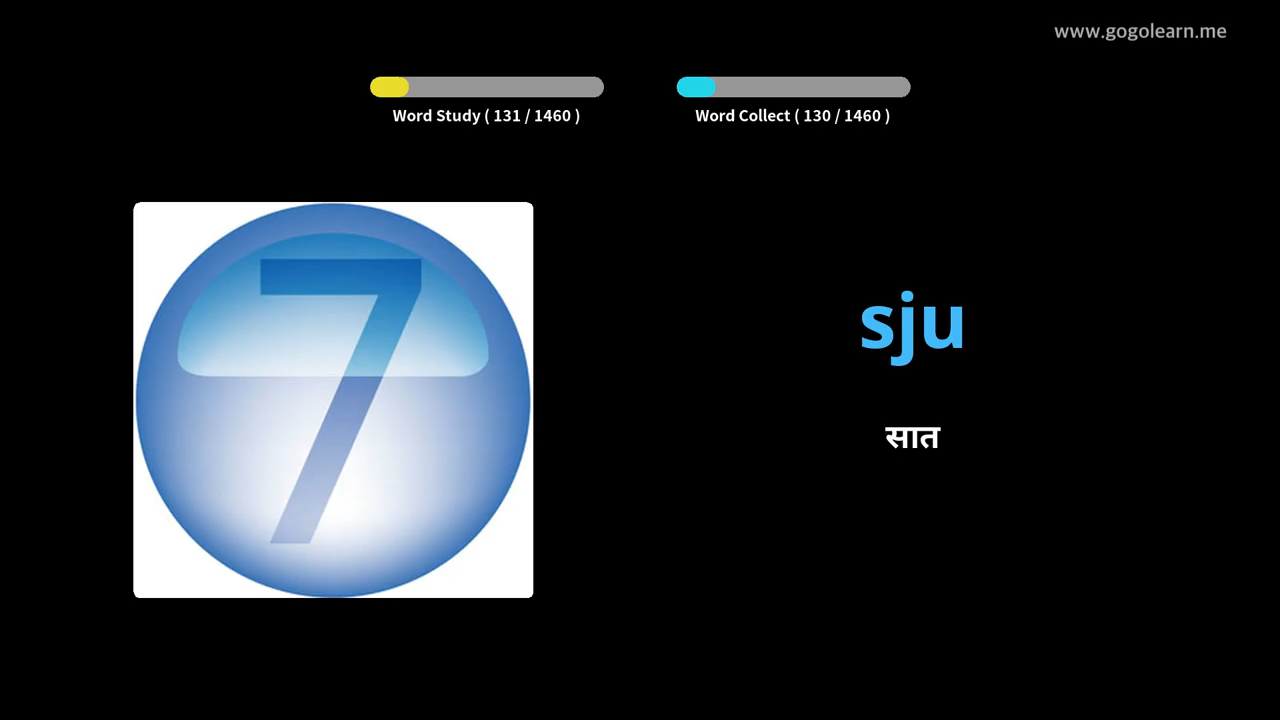 www.gogolearn.me
Word Study ( 131 / 1460 )
Word Collect ( 130 / 1460 )
7
sju
सात